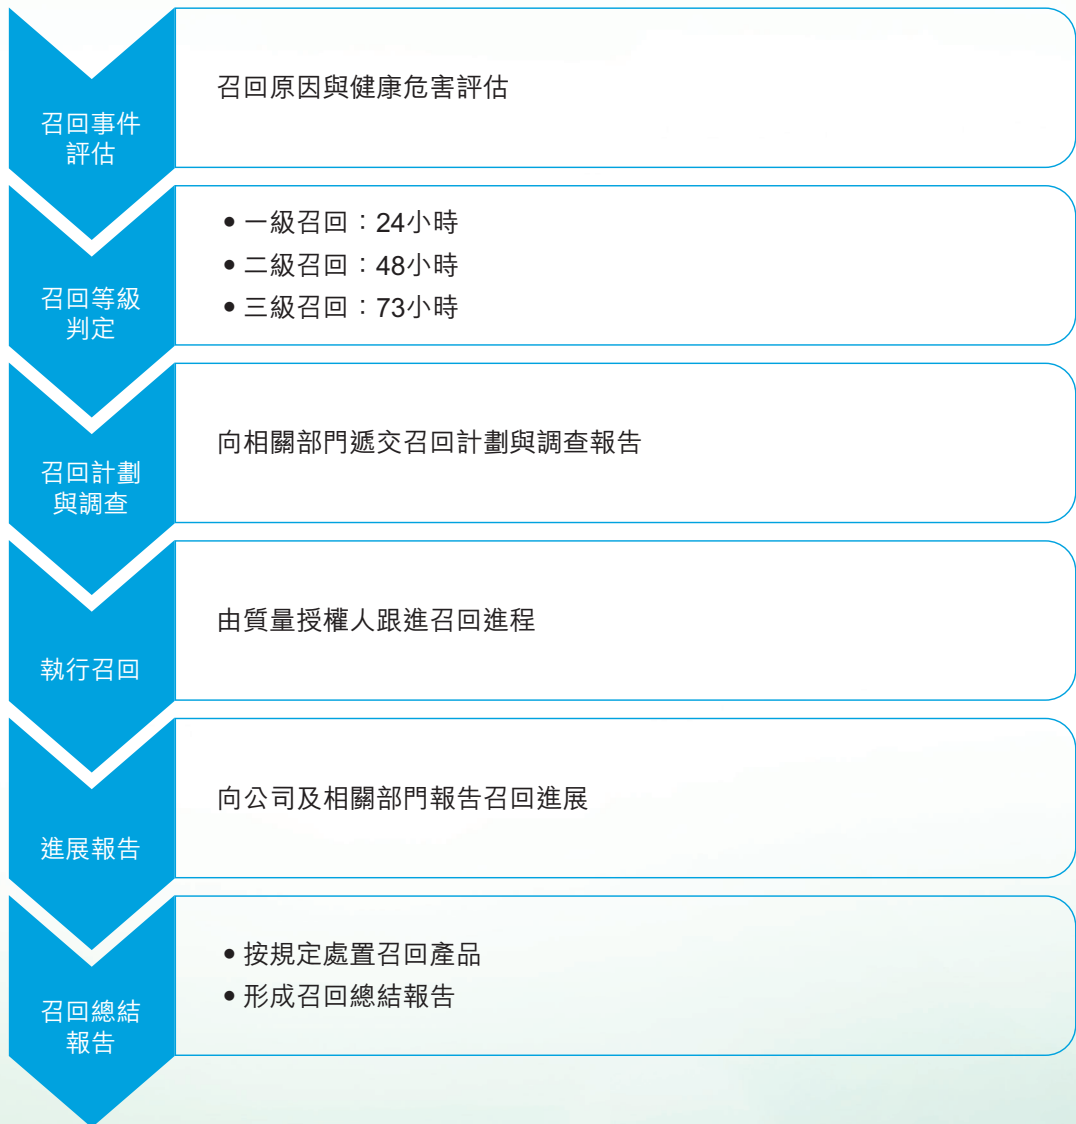 召回事件
評估
召回原因與健康危害評估
召回等級
判定
•一級召回：24小時
•二級召回：48小時
•三級召回：73小時
召回計劃
與調查
向相關部門遞交召回計劃與調查報告
執行召回
由質量授權人跟進召回進程
進展報告
向公司及相關部門報告召回進展
召回總結
報告
•按規定處置召回產品
•形成召回總結報告